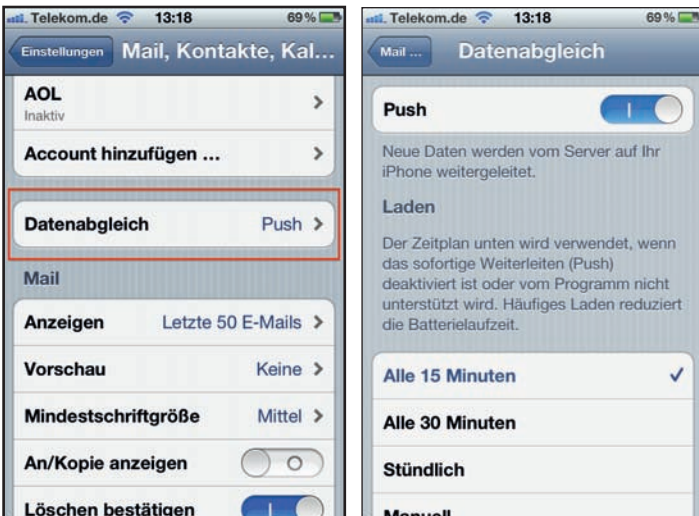 Telekom.de 13:18 69 %
Einstellungen Mail, Kontakte, Kal...
AOL
Inaktiv
Account hinzufügen ...
Datenabgleich Push
Mail
Anzeigen Letzte 50 E-Mails
Vorschau Keine
Mindestschriftgröße Mittel
An/Kopie anzeigen
Löschen bestätigen
Telekom.de 13:18 69 %
Mail ... Datenabgleich
Push
Neue Daten werden vom Server auf Ihr
iPhone weitergeleitet.
Laden
Der Zeitplan unten wird verwendet, wenn
das sofortige Weiterleiten (Push)
deaktiviert ist oder vom Programm nicht
unterstützt wird. Häufiges Laden reduziert
die Batterielaufzeit.
Alle 15 Minuten
Alle 30 Minuten
Stündlich
Manuell